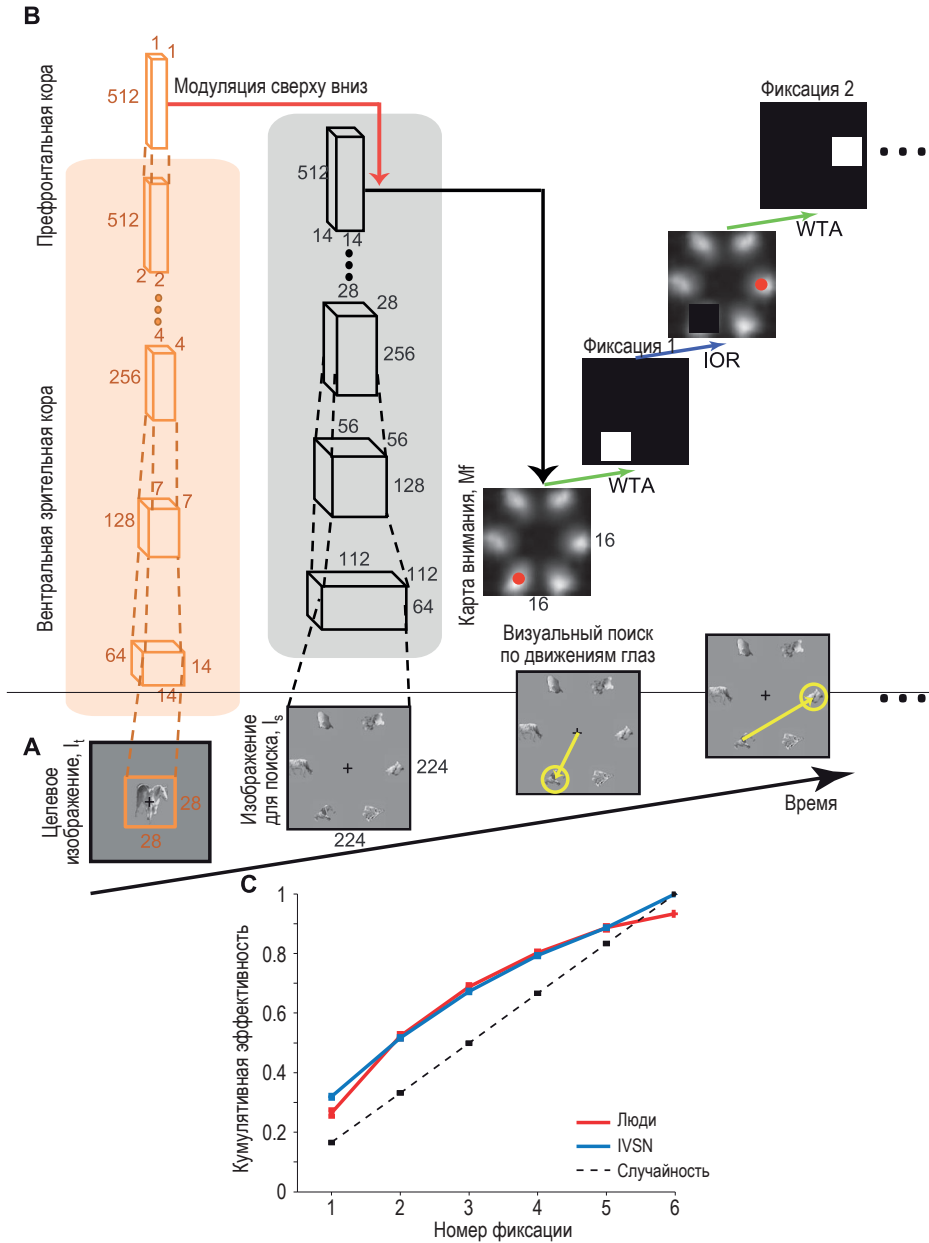 B
1
1
512
Префронтальная кора
Модуляция сверху вниз
512
2
2
4
4
256
7
7
128
64
14
14
Вентральная зрительная кора
512
14
14
28
28
256
56
56
128
112
112
64
Фиксация 2
WTA
IOR
Фиксация 1
WTA
Карта внимания, Mf
16
16
Визуальный поиск
по движениям глаз
A
Целевое
изображение, I t
28
28
Изображение
для поиска, I s
224
224
Время
C
Кумулятивная эффективность
1
0.8
0.6
0.4
0.2
0
1 2 3 4 5 6
Номер фиксации
Люди
IVSN
Случайность